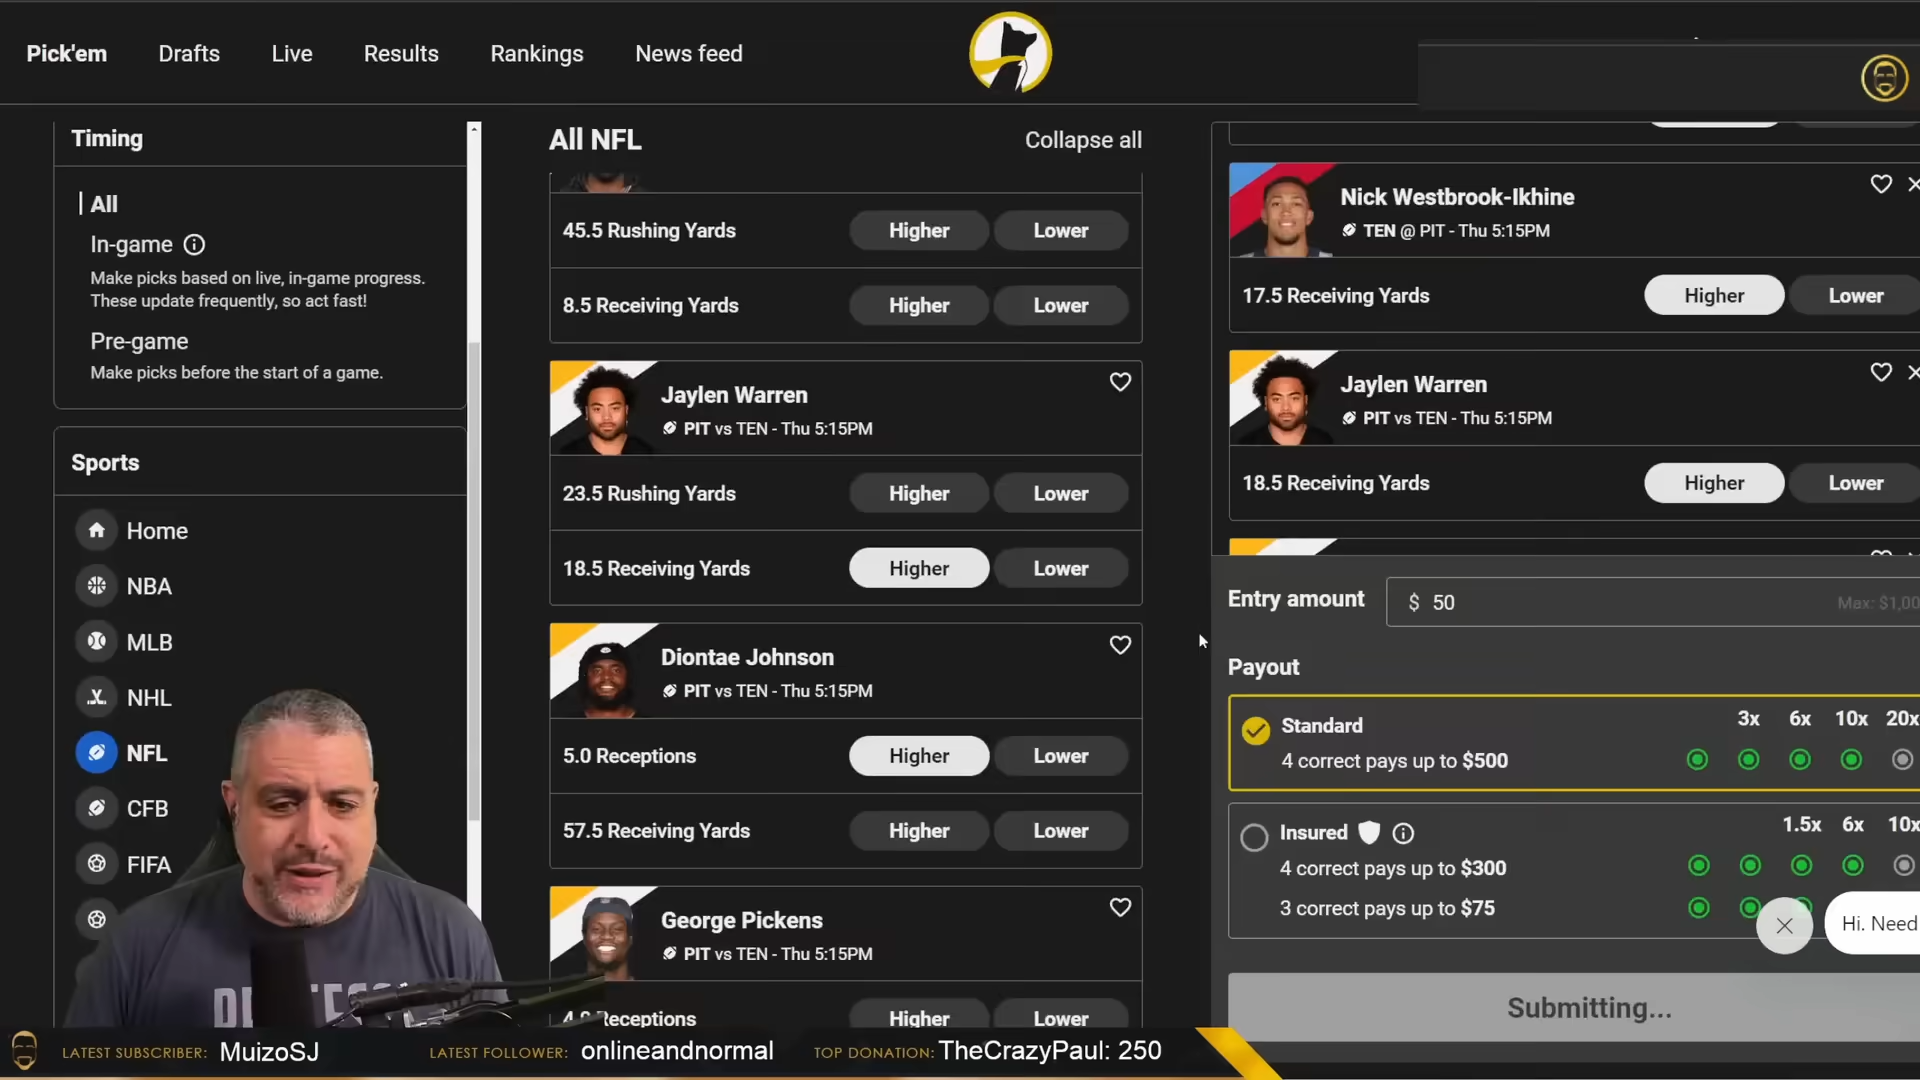 Pick'em
Drafts
Live
Results
Rankings
News feed
Timing
All
In-game
Make picks based on live, in-game progress.
These update frequently, so act fast!
Pre-game
Make picks before the start of a game.
Sports
Home
NBA
MLB
NHL
NFL
CFB
FIFA
All NFL
Collapse all
45.5 Rushing Yards Higher Lower
8.5 Receiving Yards Higher Lower
Jaylen Warren
PIT vs TEN - Thu 5:15PM
23.5 Rushing Yards Higher Lower
18.5 Receiving Yards Higher Lower
Diontae Johnson
PIT vs TEN - Thu 5:15PM
5.0 Receptions Higher Lower
57.5 Receiving Yards Higher Lower
George Pickens
PIT vs TEN - Thu 5:15PM
Receptions Higher Lower
Nick Westbrook-Ikhine
TEN @ PIT - Thu 5:15PM
17.5 Receiving Yards Higher Lower
Jaylen Warren
PIT vs TEN - Thu 5:15PM
18.5 Receiving Yards Higher Lower
Entry amount $ 50 Max: $1,00
Payout
Standard 3x 6x 10x 20x
4 correct pays up to $500
Insured 1.5x 6x 10x
4 correct pays up to $300
3 correct pays up to $75
Hi. Need
Submitting...
LATEST SUBSCRIBER: MuizoSJ
LATEST FOLLOWER: onlineandnormal
TOP DONATION: TheCrazyPaul: 250